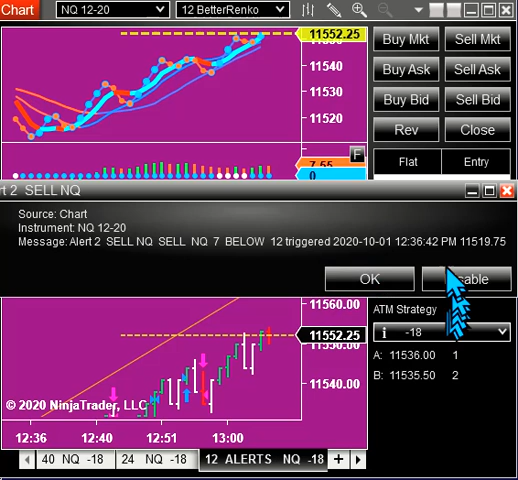 Chart NQ 12-20 12 BetterRenko
11552.25
Buy Mkt Sell Mkt
11540
Buy Ask Sell Ask
11530
Buy Bid Sell Bid
11520
Rev Close
F
Flat Entry
7.55
0
rt 2 SELL NQ
Source: Chart
Instrument: NQ 12-20
Message: Alert 2 SELL NQ SELL NQ 7 BELOW 12 triggered 2020-10-01 12:36:42 PM 11519.75
OK sable
11560.00
ATM Strategy
11552.25
i -18
11550.00
A: 11536.00 1
B: 11535.50 2
11540.00
© 2020 NinjaTrader, LLC
12:36 12:40 12:51 13:00
40 NQ -18 24 NQ -18 12 ALERTS NQ -18 +